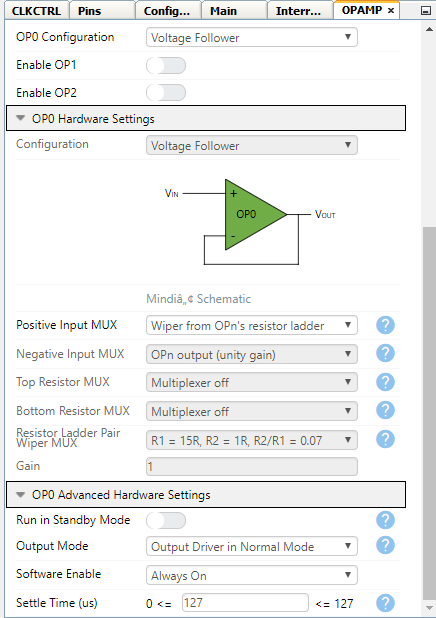 CLKCTRL Pins Config... Main Interr... OPAMP ×
OP0 Configuration Voltage Follower
Enable OP1
Enable OP2
OP0 Hardware Settings
Configuration Voltage Follower
VIN + OP0 - VOUT
Mindiâ„¢ Schematic
Positive Input MUX Wiper from OPn's resistor ladder ?
Negative Input MUX OPn output (unity gain) ?
Top Resistor MUX Multiplexer off ?
Bottom Resistor MUX Multiplexer off ?
Resistor Ladder Pair
Wiper MUX R1 = 15R, R2 = 1R, R2/R1 = 0.07 ?
Gain 1
OP0 Advanced Hardware Settings
Run in Standby Mode ?
Output Mode Output Driver in Normal Mode ?
Software Enable Always On
Settle Time (us) 0 <= 127 <= 127 ?